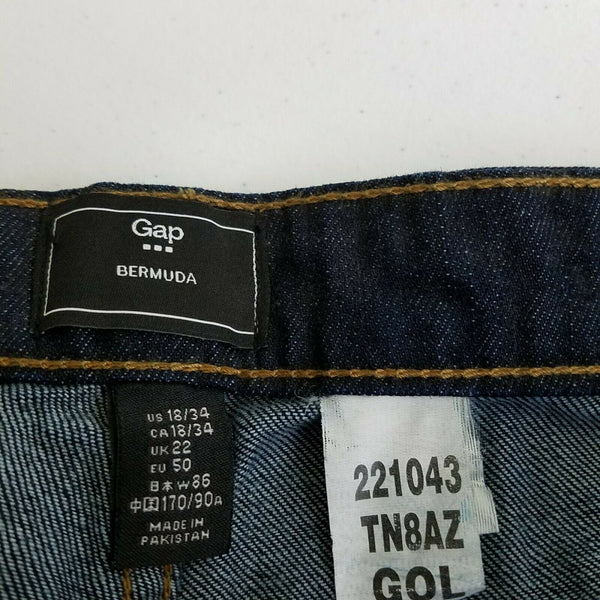 Gap
BERMUDA
US 18/34
CA 18/34
UK 22
EU 50
日本 W86
中国 170/90A
MADE IN
PAKISTAN
221043
TN8AZ
GOL